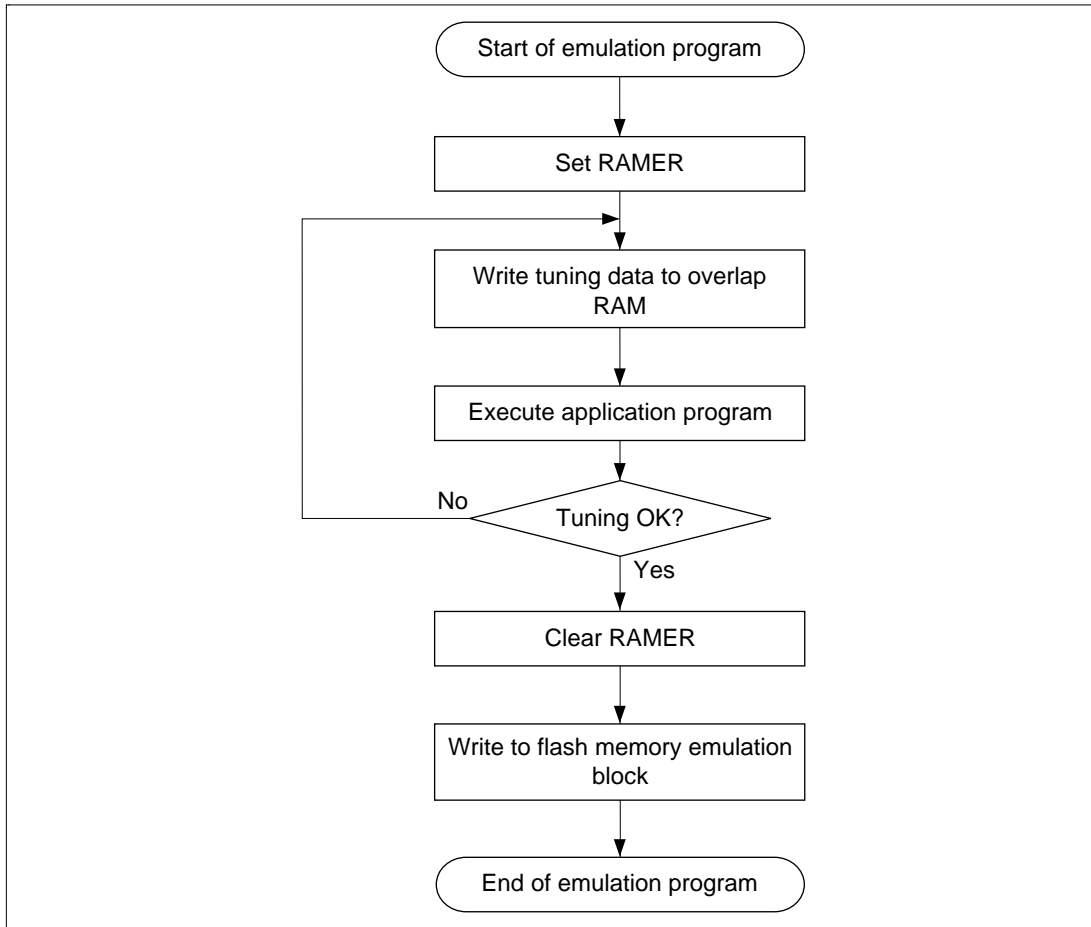 Start of emulation program
Set RAMER
Write tuning data to overlap
RAM
Execute application program
No
Tuning OK?
Yes
Clear RAMER
Write to flash memory emulation
block
End of emulation program